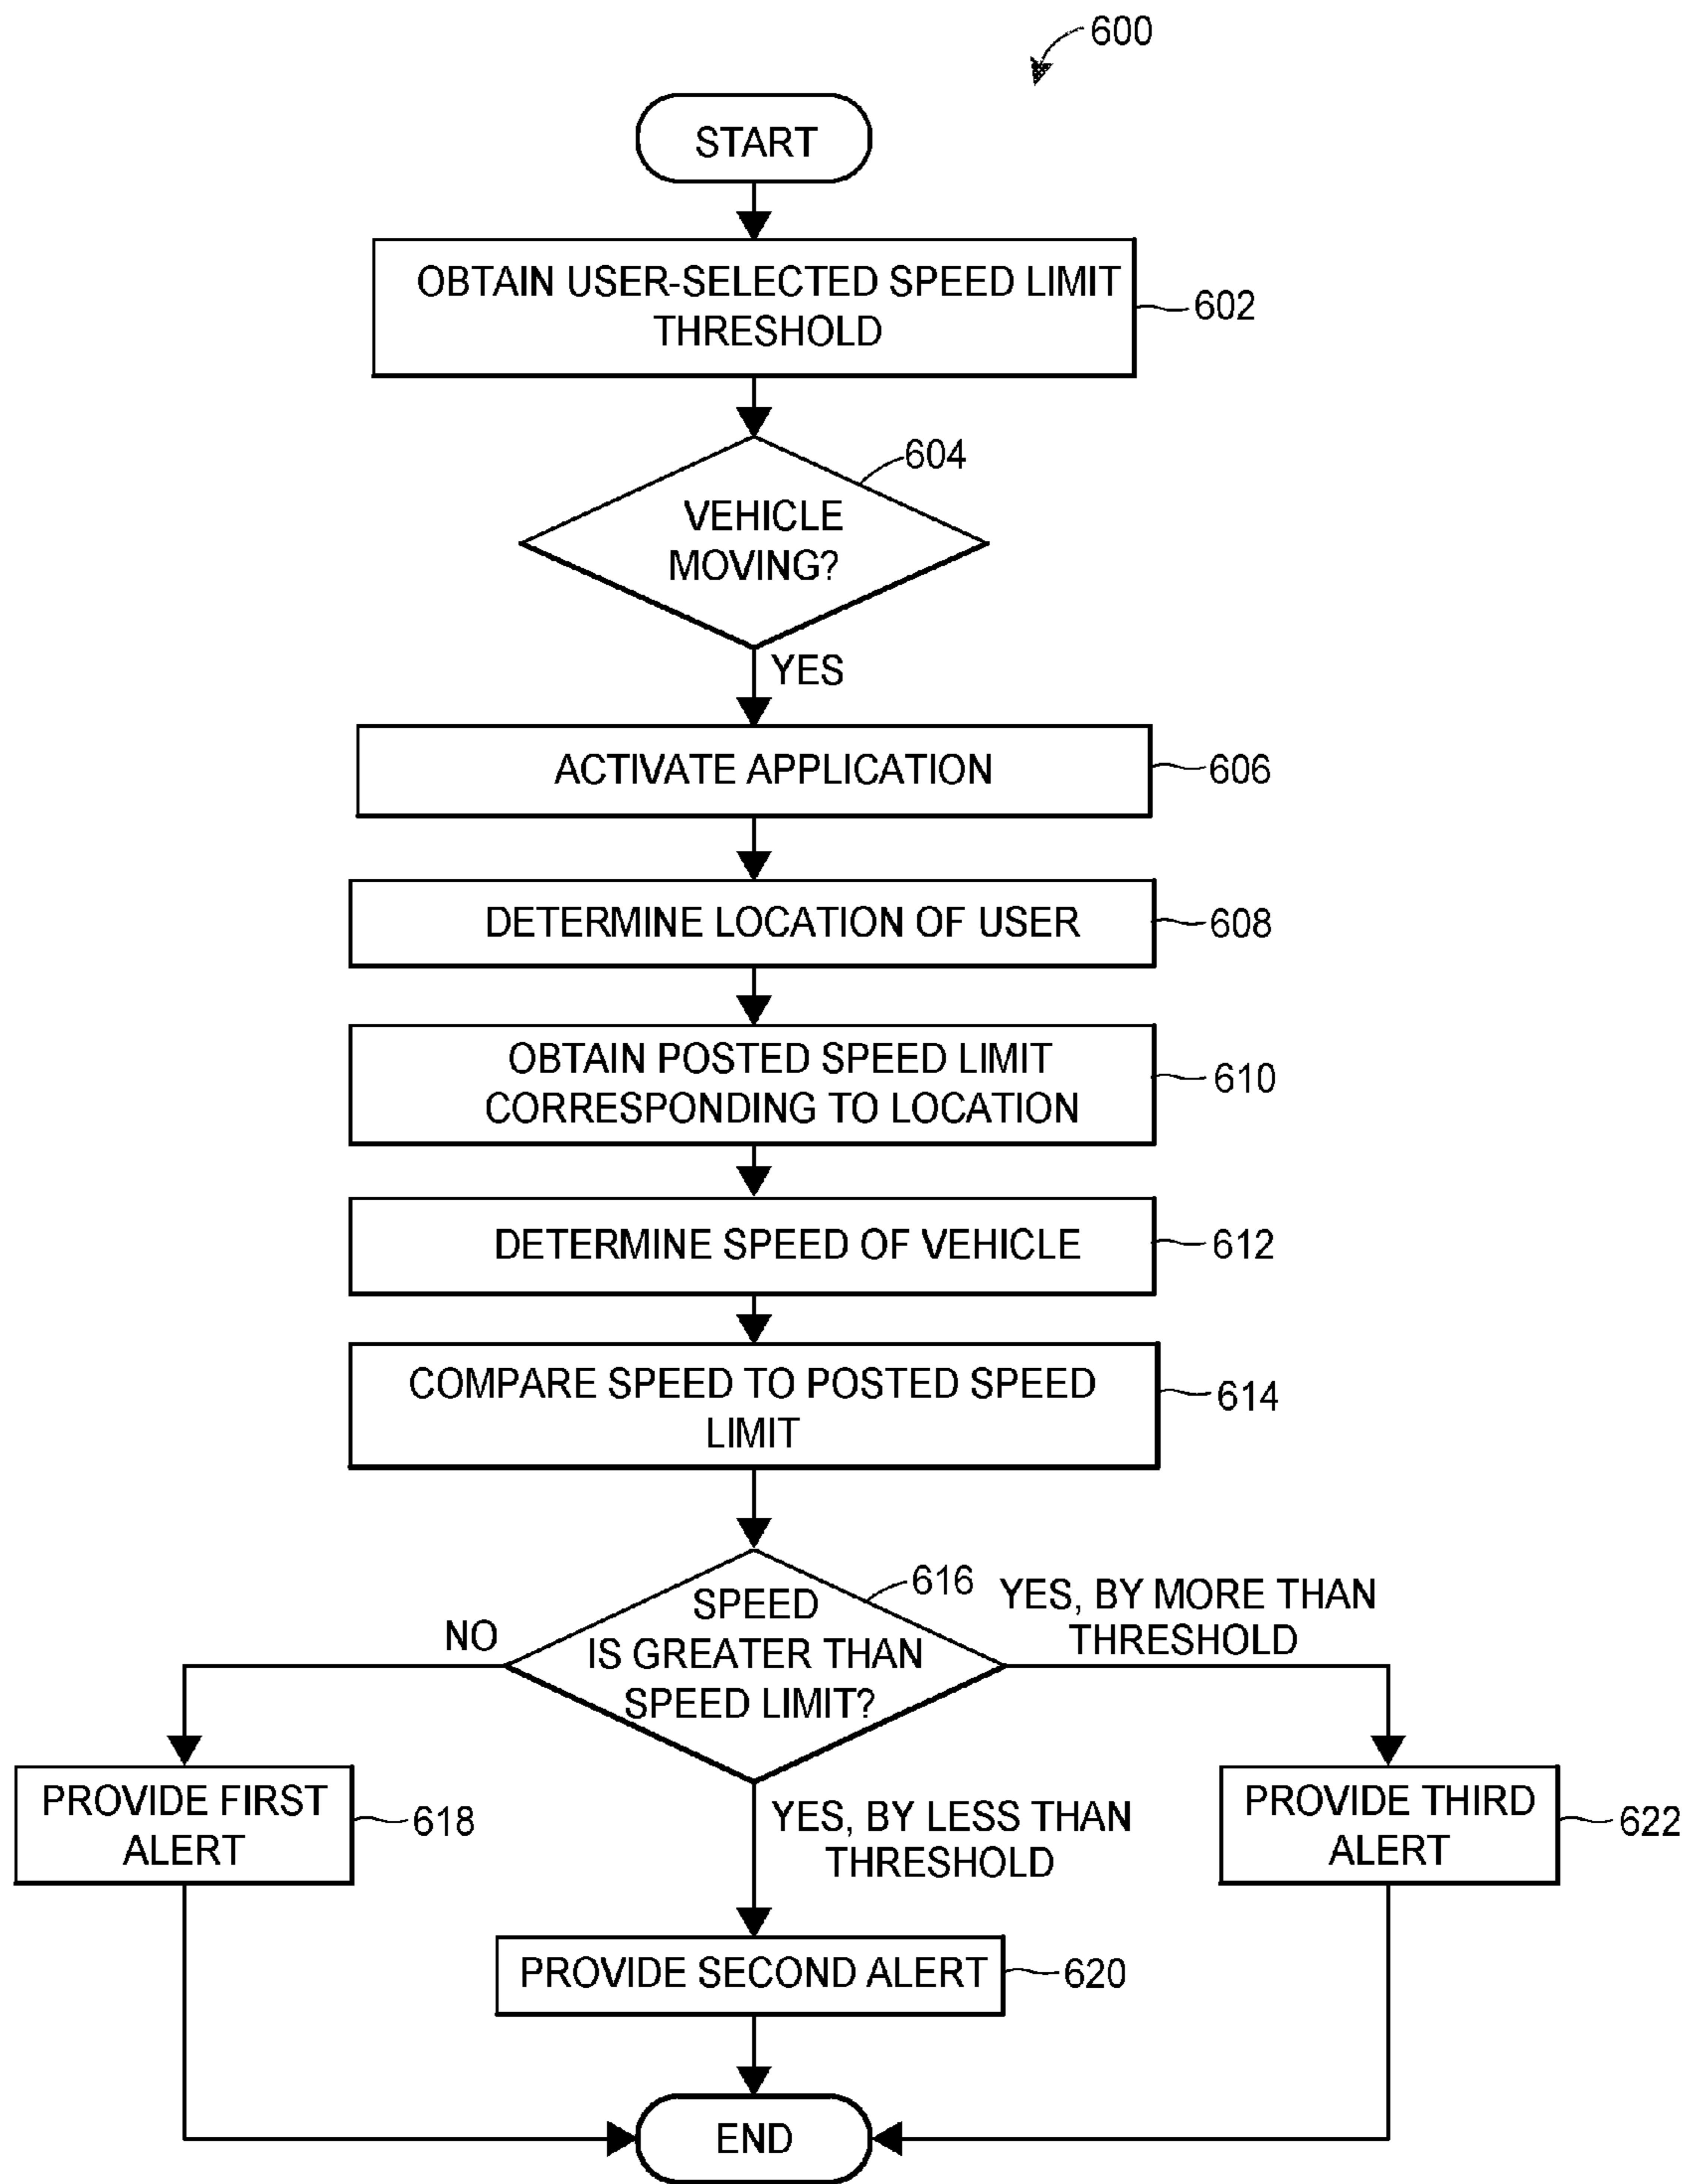 600
START
OBTAIN USER-SELECTED SPEED LIMIT
THRESHOLD
602
604
VEHICLE
MOVING?
YES
ACTIVATE APPLICATION
606
DETERMINE LOCATION OF USER
608
OBTAIN POSTED SPEED LIMIT
CORRESPONDING TO LOCATION
610
DETERMINE SPEED OF VEHICLE
612
COMPARE SPEED TO POSTED SPEED
LIMIT
614
616
SPEED
IS GREATER THAN
SPEED LIMIT?
NO
YES, BY MORE THAN
THRESHOLD
PROVIDE FIRST
ALERT
618
YES, BY LESS THAN
THRESHOLD
PROVIDE THIRD
ALERT
622
PROVIDE SECOND ALERT
620
END